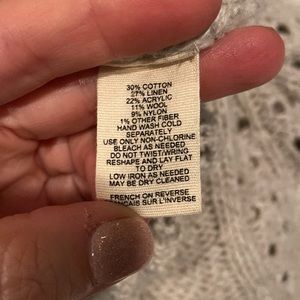 30% COTTON
27% LINEN
22% ACRYLIC
11% WOOL
9% NYLON
1% OTHER FIBER
HAND WASH COLD
SEPARATELY
USE ONLY NON-CHLORINE
BLEACH AS NEEDED
DO NOT TWIST/WRING
RESHAPE AND LAY FLAT
TO DRY
LOW IRON AS NEEDED
MAY BE DRY CLEANED
FRENCH ON REVERSE
FRANCAIS SUR L'INVERSE